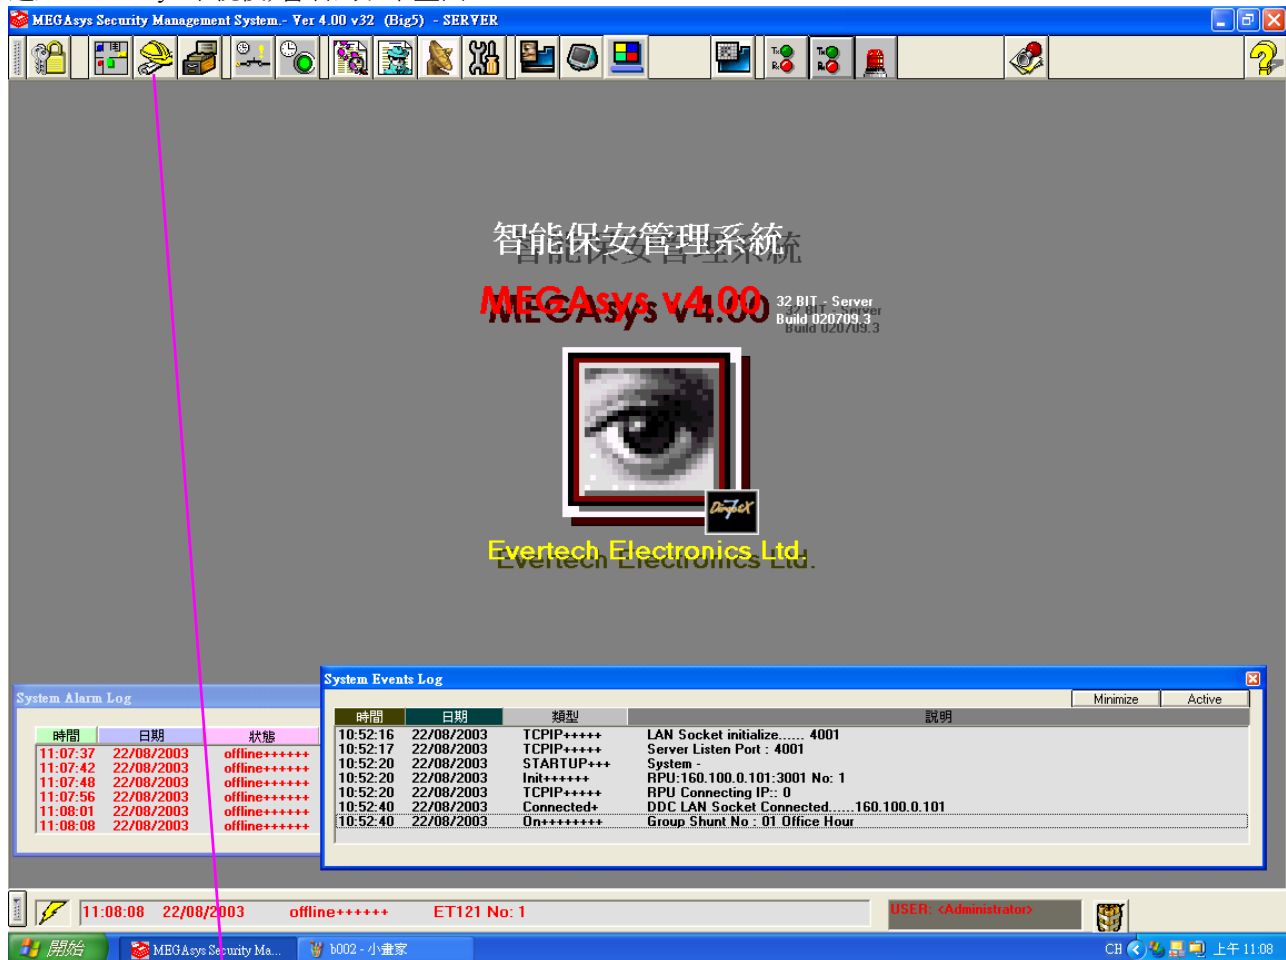 MEGAsys Security Management System.- Ver 4.00 v32 (Big5) - SERVER
智能保安管理系統
MEGAsys v4.00
32 BIT - Server
Build 020709.3
Evertech Electronics Ltd.
System Alarm Log
時間 日期 狀態
11:07:37 22/08/2003 offline++++++
11:07:42 22/08/2003 offline++++++
11:07:48 22/08/2003 offline++++++
11:07:56 22/08/2003 offline++++++
11:08:01 22/08/2003 offline++++++
11:08:08 22/08/2003 offline++++++
System Events Log
Minimize Active
時間 日期 類型 說明
10:52:16 22/08/2003 TCPIP+++++ LAN Socket initialize...... 4001
10:52:17 22/08/2003 TCPIP+++++ Server Listen Port : 4001
10:52:20 22/08/2003 STARTUP+++ System -
10:52:20 22/08/2003 Init++++++ RPU:160.100.0.101:3001 No: 1
10:52:20 22/08/2003 TCPIP+++++ RPU Connecting IP:: 0
10:52:40 22/08/2003 Connected+ DDC LAN Socket Connected......160.100.0.101
10:52:40 22/08/2003 On++++++++ Group Shunt No : 01 Office Hour
11:08:08 22/08/2003 offline++++++ ET121 No: 1
USER: <Administrator>
開始 MEGAsys Security Ma... b002 - 小畫家 CH 上午 11:08